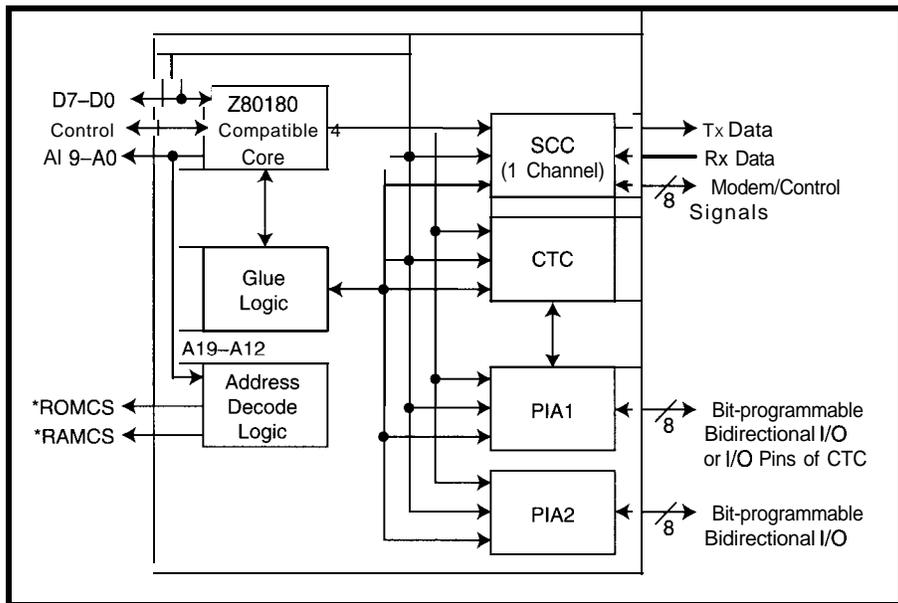 D7–D0
Control
Al 9–A0
Z80180
Compatible 4
Core
Glue
Logic
A19–A12
Address
Decode
Logic
*ROMCS
*RAMCS
SCC
(1 Channel)
CTC
PIA1
PIA2
Tx Data
Rx Data
8 Modem/Control
Signals
8 Bit-programmable
Bidirectional I/O
or I/O Pins of CTC
8 Bit-programmable
Bidirectional I/O